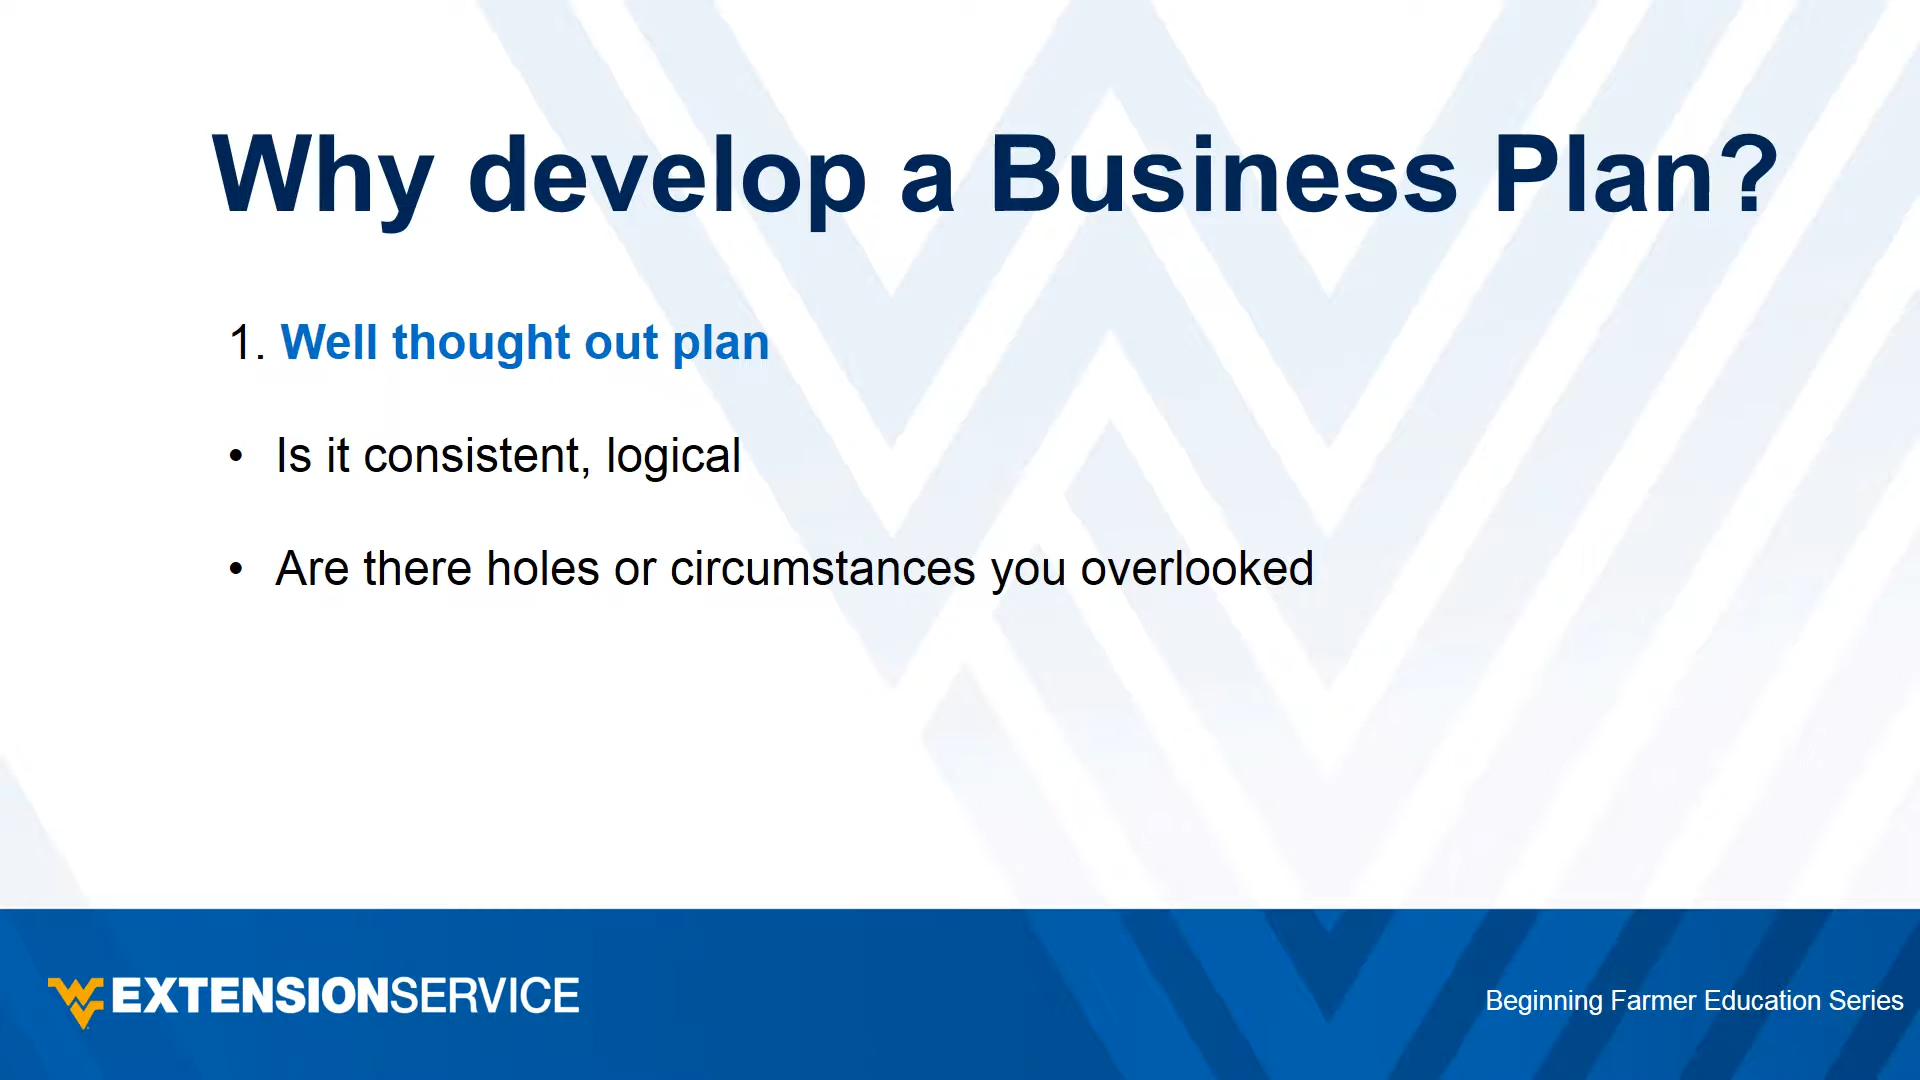 Why develop a Business Plan?
1. Well thought out plan
• Is it consistent, logical
• Are there holes or circumstances you overlooked
WV EXTENSIONSERVICE
Beginning Farmer Education Series